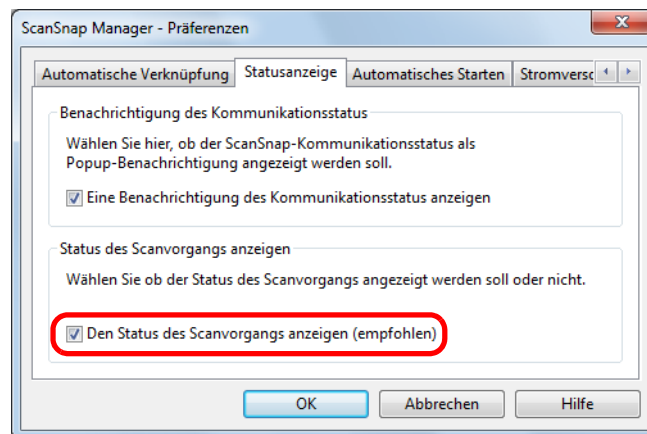 ScanSnap Manager - Präferenzen
Automatische Verknüpfung Statusanzeige Automatisches Starten Stromversc
Benachrichtigung des Kommunikationsstatus
Wählen Sie hier, ob der ScanSnap-Kommunikationsstatus als
Popup-Benachrichtigung angezeigt werden soll.
Eine Benachrichtigung des Kommunikationsstatus anzeigen
Status des Scanvorgangs anzeigen
Wählen Sie ob der Status des Scanvorgangs angezeigt werden soll oder nicht.
Den Status des Scanvorgangs anzeigen (empfohlen)
OK Abbrechen Hilfe